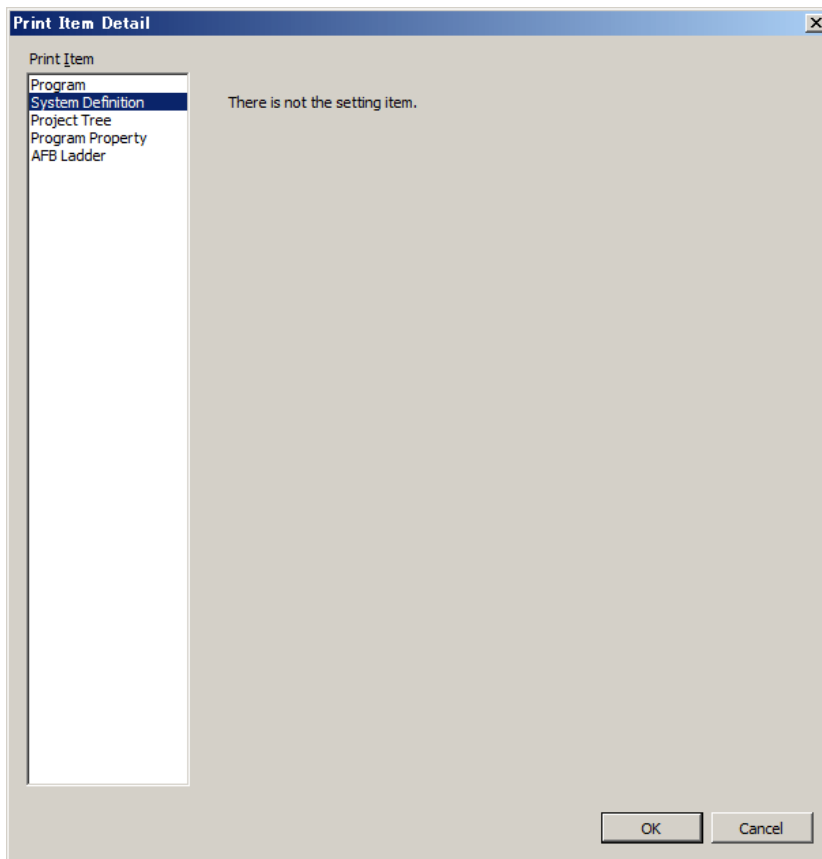 Print Item Detail
Print Item
Program
System Definition
There is not the setting item.
Project Tree
Program Property
AFB Ladder
OK
Cancel